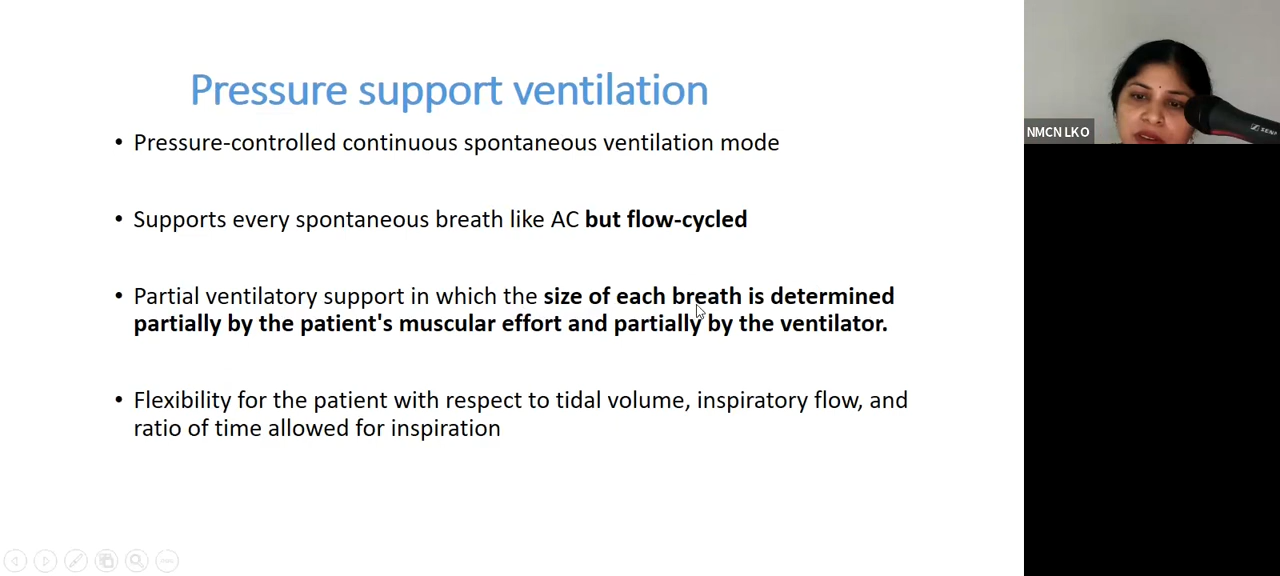 Pressure support ventilation
• Pressure-controlled continuous spontaneous ventilation mode
• Supports every spontaneous breath like AC but flow-cycled
• Partial ventilatory support in which the size of each breath is determined
partially by the patient's muscular effort and partially by the ventilator.
• Flexibility for the patient with respect to tidal volume, inspiratory flow, and
ratio of time allowed for inspiration
NMCN LKO